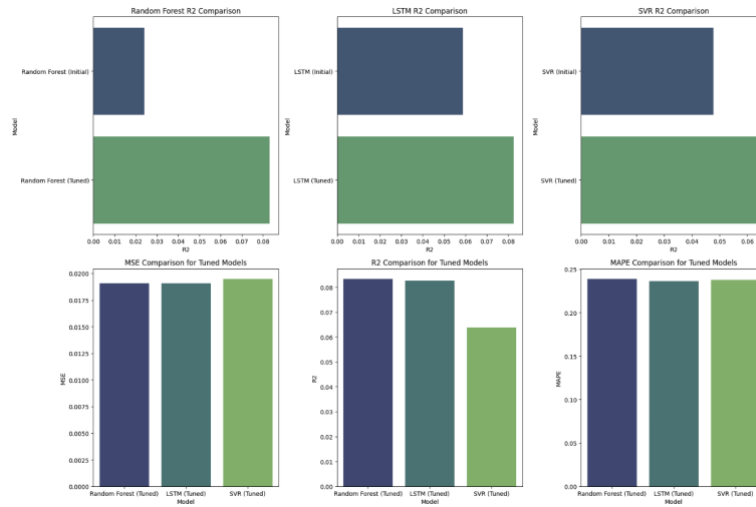 Random Forest R2 Comparison
Model
Random Forest (Initial)
Random Forest (Tuned)
0.00 0.01 0.02 0.03 0.04 0.05 0.06 0.07 0.08
R2
LSTM R2 Comparison
Model
LSTM (Initial)
LSTM (Tuned)
0.00 0.01 0.02 0.03 0.04 0.05 0.06 0.07 0.08
R2
SVR R2 Comparison
Model
SVR (Initial)
SVR (Tuned)
0.00 0.01 0.02 0.03 0.04 0.05 0.06
R2
MSE Comparison for Tuned Models
MSE
0.0200
0.0175
0.0150
0.0125
0.0100
0.0075
0.0050
0.0025
0.0000
Random Forest (Tuned) LSTM (Tuned) SVR (Tuned)
Model
R2 Comparison for Tuned Models
R2
0.08
0.07
0.06
0.05
0.04
0.03
0.02
0.01
0.00
Random Forest (Tuned) LSTM (Tuned) SVR (Tuned)
Model
MAPE Comparison for Tuned Models
MAPE
0.25
0.20
0.15
0.10
0.05
0.00
Random Forest (Tuned) LSTM (Tuned) SVR (Tuned)
Model